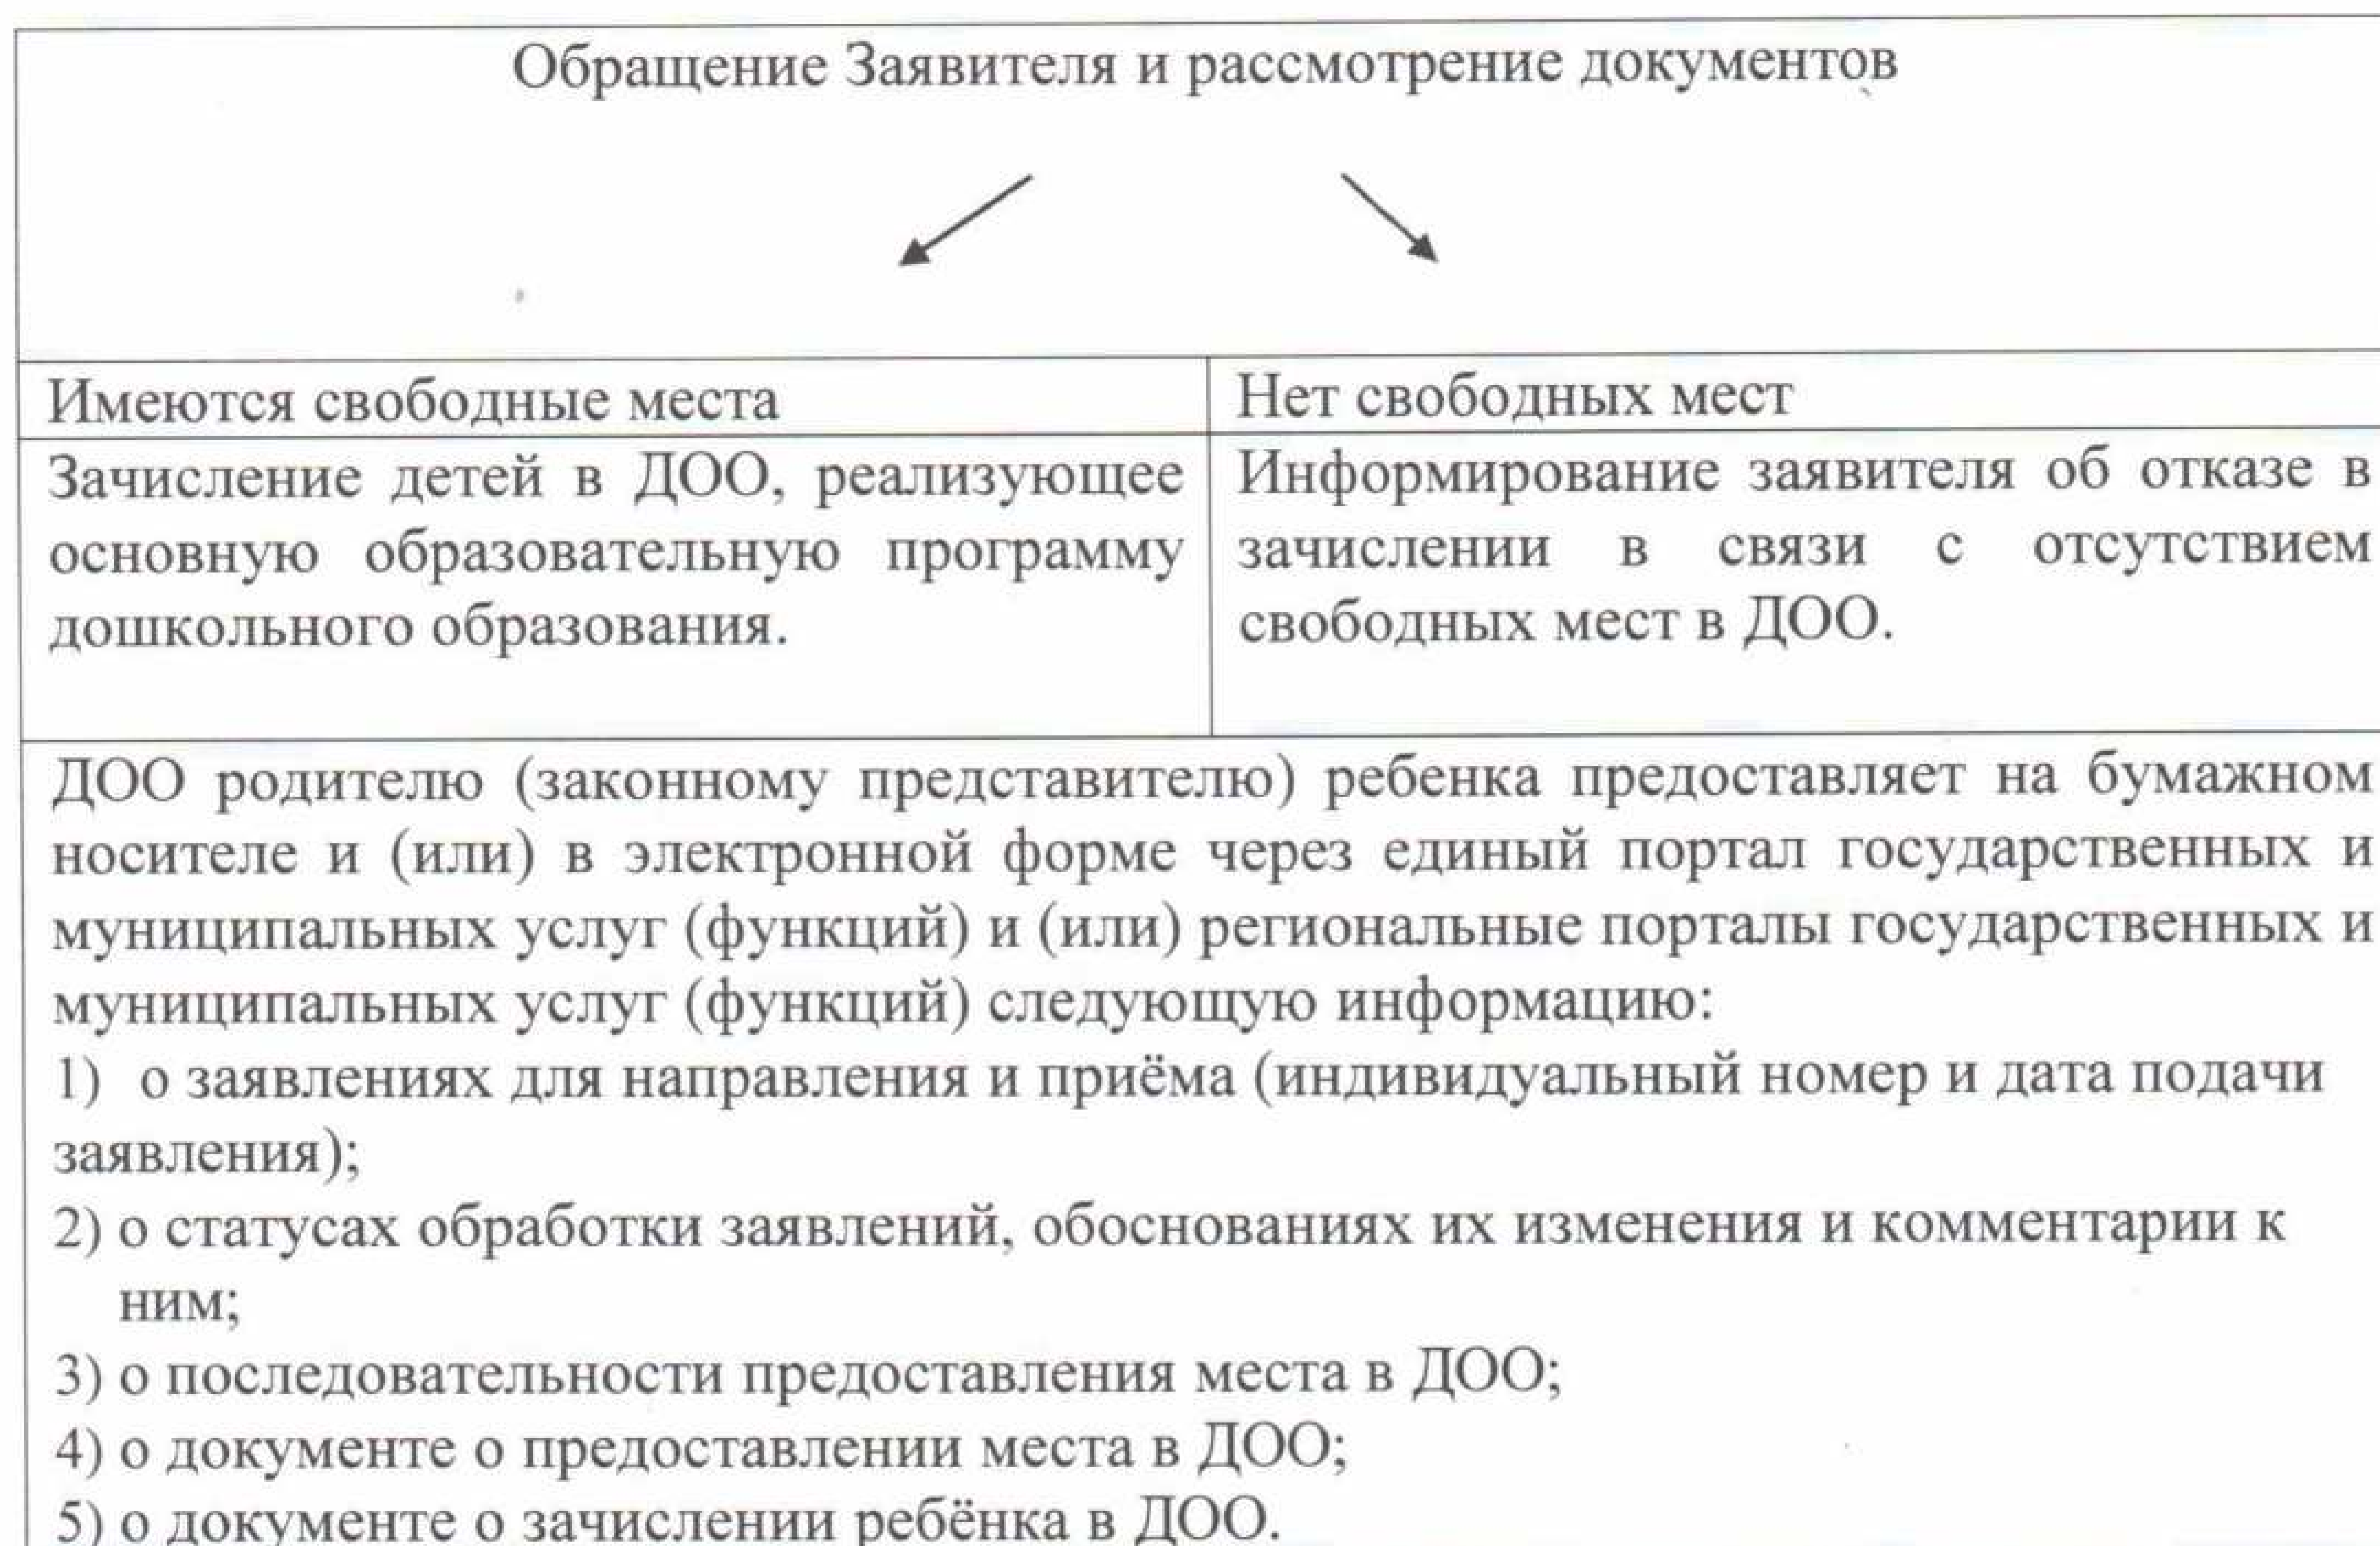 Обращение Заявителя и рассмотрение документов
Имеются свободные места
Нет свободных мест
Зачисление детей в ДОО, реализующее
основную образовательную программу
дошкольного образования.
Информирование заявителя об отказе в
зачислении в связи с отсутствием
свободных мест в ДОО.
ДОО родителю (законному представителю) ребенка предоставляет на бумажном
носителе и (или) в электронной форме через единый портал государственных и
муниципальных услуг (функций) и (или) региональные порталы государственных и
муниципальных услуг (функций) следующую информацию:
1) о заявлениях для направления и приёма (индивидуальный номер и дата подачи
заявления);
2) о статусах обработки заявлений, обоснованиях их изменения и комментарии к
ним;
3) о последовательности предоставления места в ДОО;
4) о документе о предоставлении места в ДОО;
5) о документе о зачислении ребёнка в ДОО.